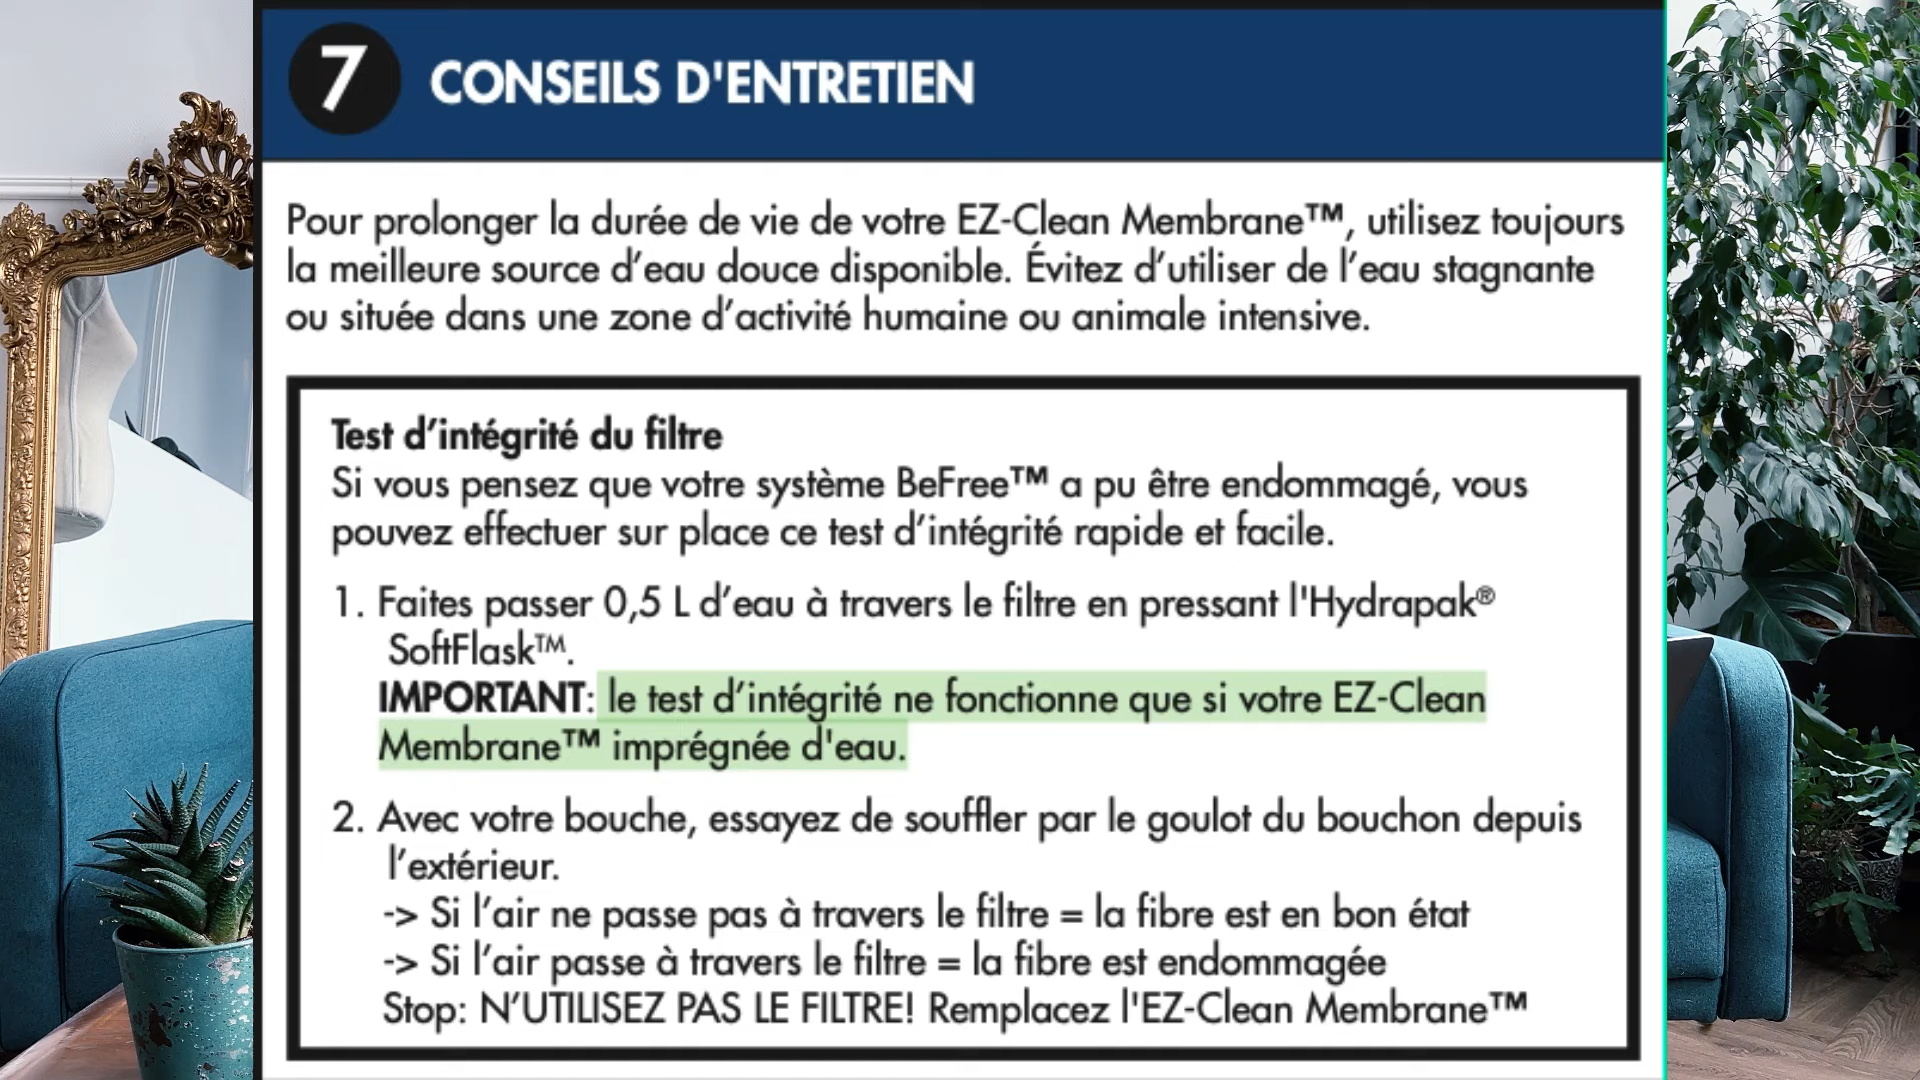 7 CONSEILS D'ENTRETIEN
Pour prolonger la durée de vie de votre EZ-Clean Membrane™, utilisez toujours
la meilleure source d’eau douce disponible. Évitez d’utiliser de l’eau stagnante
ou située dans une zone d’activité humaine ou animale intensive.
Test d’intégrité du filtre
Si vous pensez que votre système BeFree™ a pu être endommagé, vous
pouvez effectuer sur place ce test d’intégrité rapide et facile.
1. Faites passer 0,5 L d’eau à travers le filtre en pressant l'Hydrapak®
SoftFlask™.
IMPORTANT: le test d’intégrité ne fonctionne que si votre EZ-Clean
Membrane™ imprégnée d'eau.
2. Avec votre bouche, essayez de souffler par le goulot du bouchon depuis
l’extérieur.
-> Si l’air ne passe pas à travers le filtre = la fibre est en bon état
-> Si l’air passe à travers le filtre = la fibre est endommagée
Stop: N’UTILISEZ PAS LE FILTRE! Remplacez l'EZ-Clean Membrane™